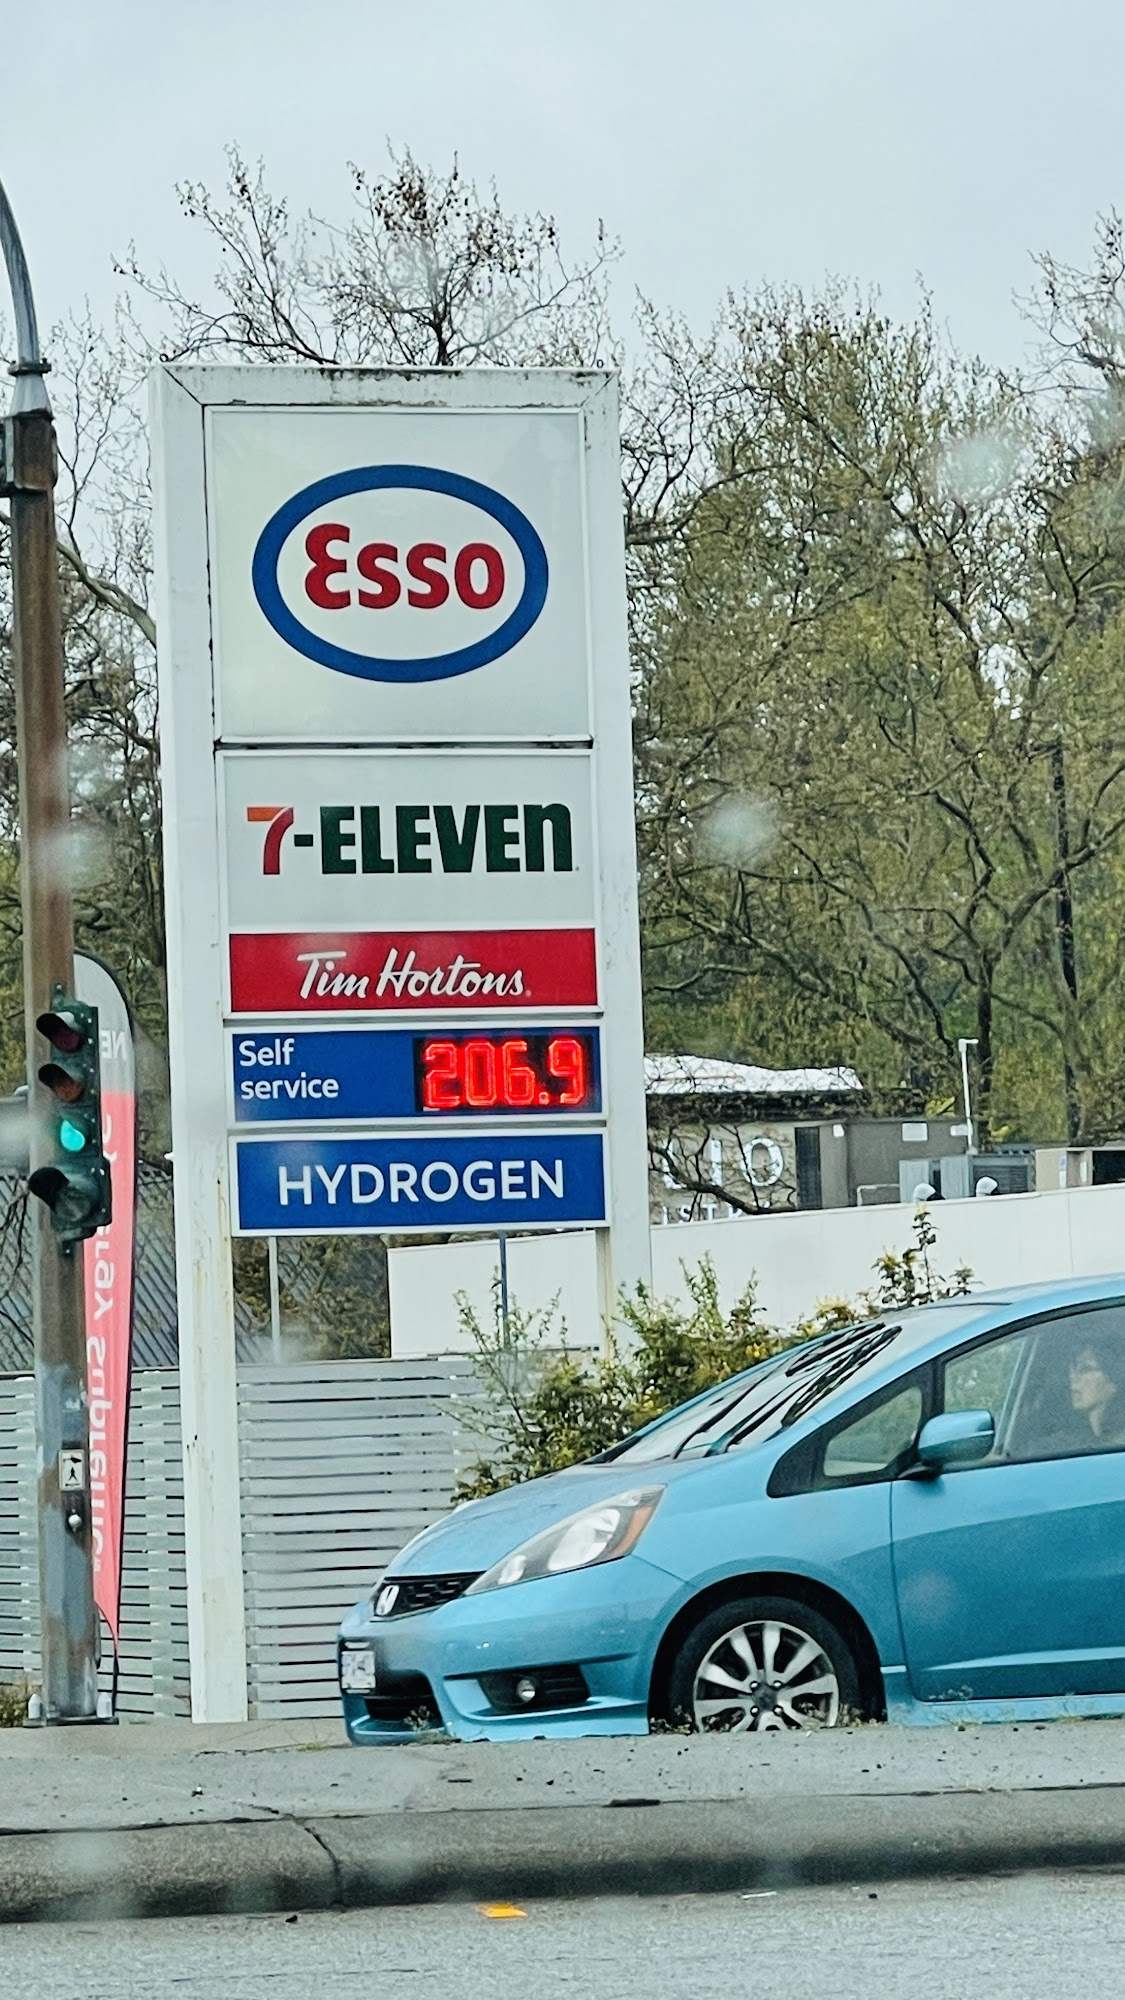 Esso
7-ELEVEn
Tim Hortons
Self
service
206.9
HYDROGEN